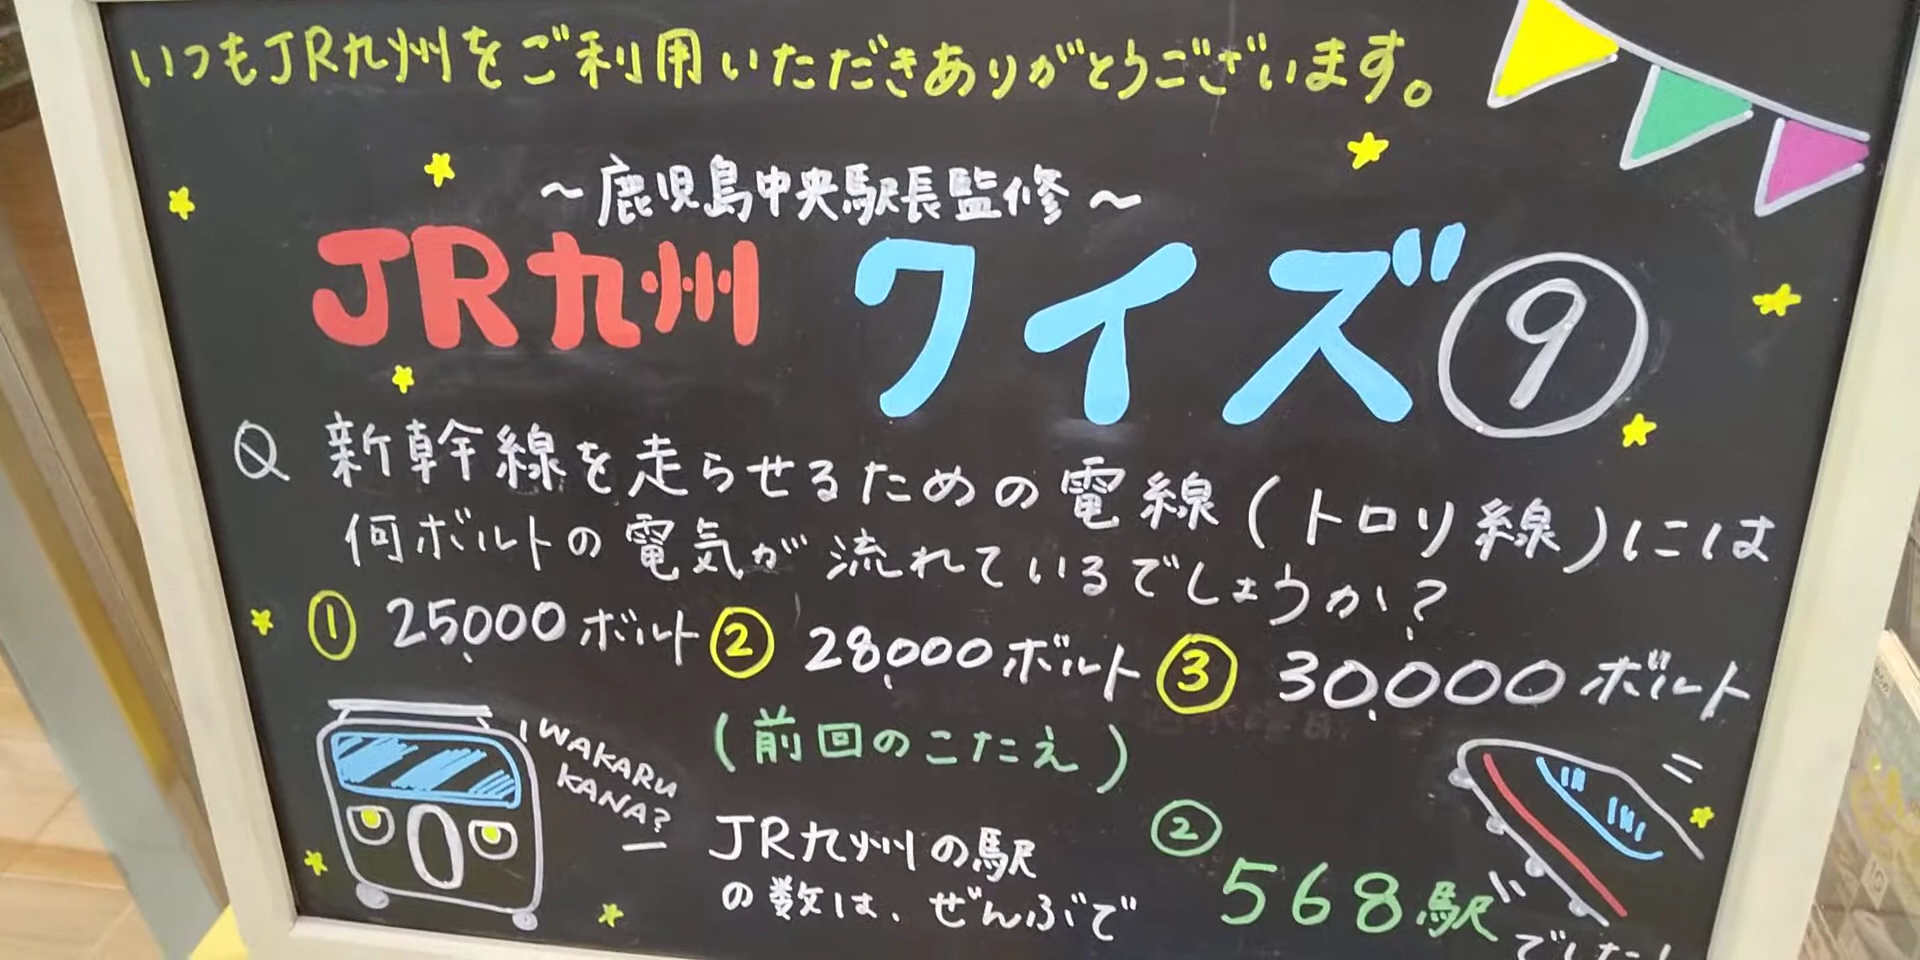 いつもJR九州をご利用いただきありがとうございます。
～鹿児島中央駅長監修～
JR九州 クイズ⑨
Q 新幹線を走らせるための電線(トロリ線)には
何ボルトの電気が流れているでしょうか?
① 25,000ボルト ② 28,000ボルト ③ 30,000ボルト
WAKARU
KANA?
(前回のこたえ)
JR九州の駅
の数は、ぜんぶで
②
568駅
でした!